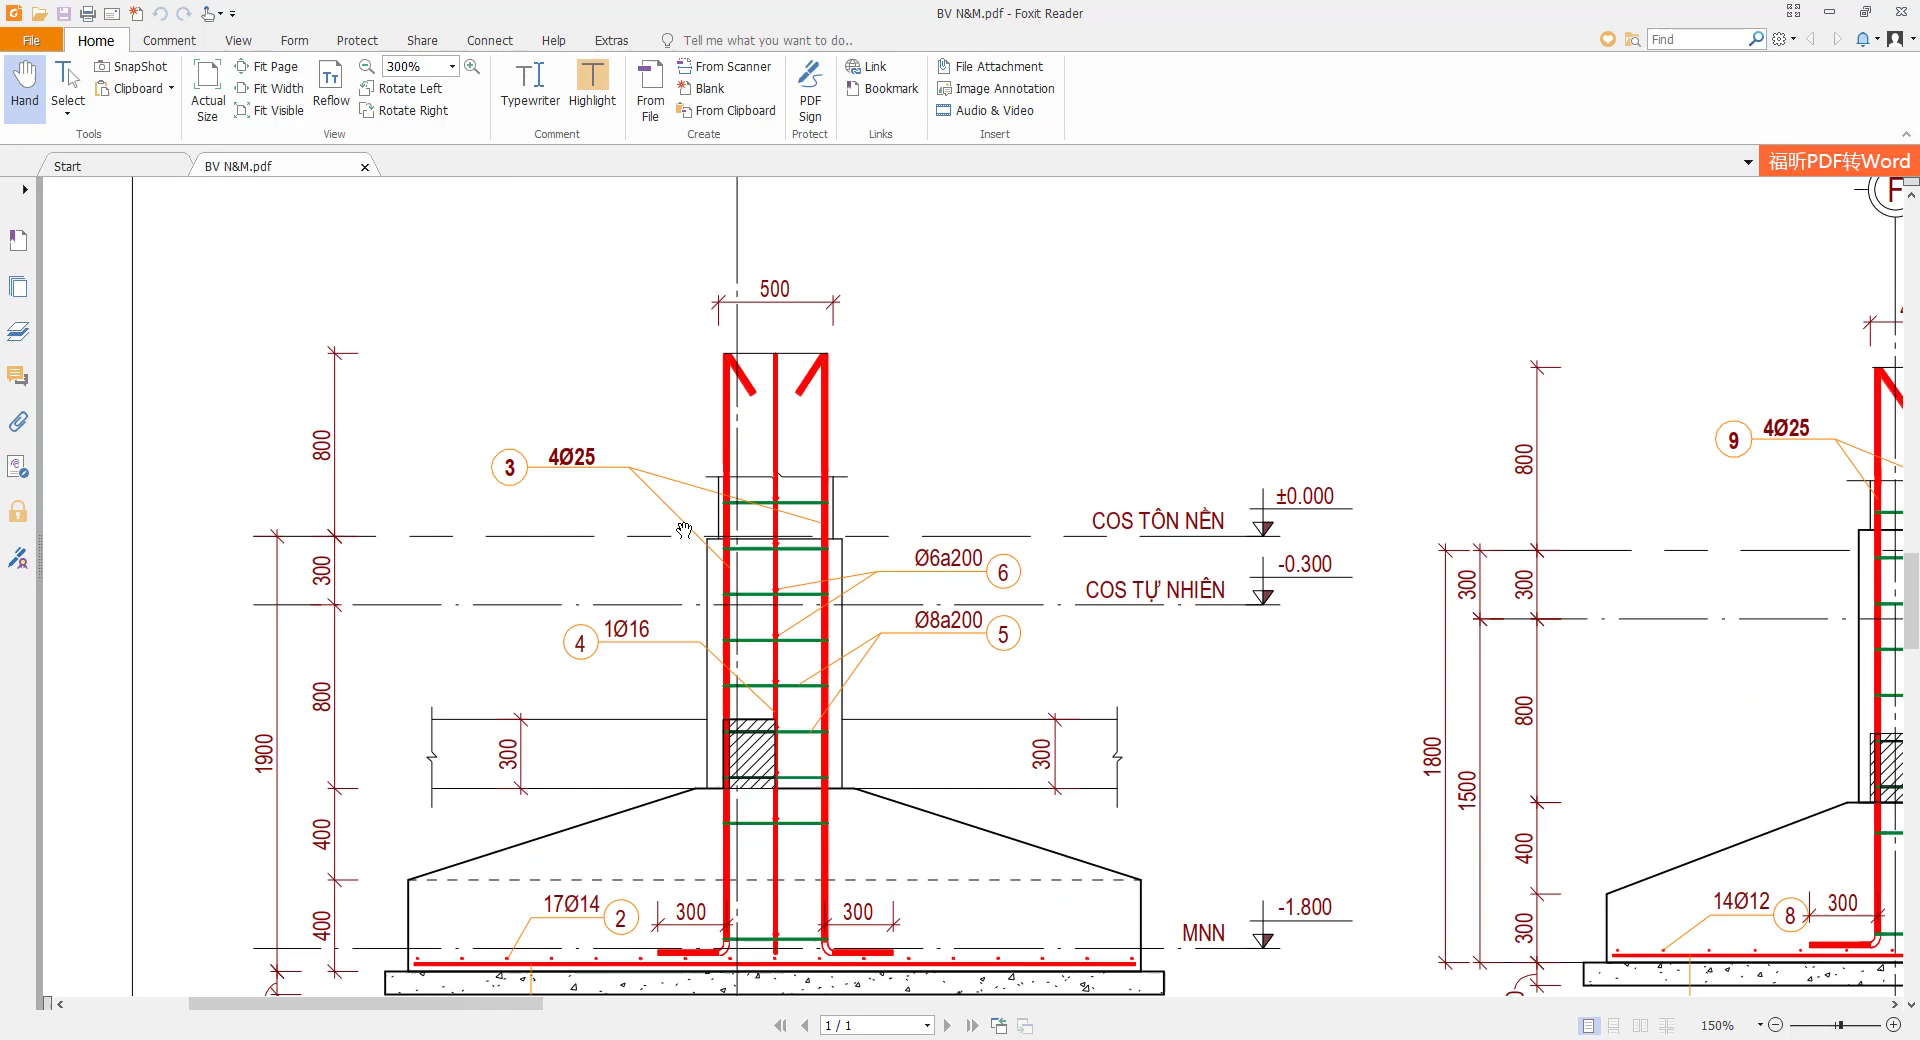 BV N&M.pdf - Foxit Reader
File Home Comment View Form Protect Share Connect Help Extras Tell me what you want to do.. Find
Hand
Select
SnapShot
Clipboard
Tools
Actual
Size
Fit Page
Fit Width
Fit Visible
Reflow
300%
Rotate Left
Rotate Right
View
Typewriter
Highlight
Comment
From
File
From Scanner
Blank
From Clipboard
Create
PDF
Sign
Protect
Link
Bookmark
Links
File Attachment
Image Annotation
Audio & Video
Insert
Start
BV N&M.pdf
福昕PDF转Word
F
500
800
3
4Ø25
9
4Ø25
800
±0.000
COS TÔN NỀN
300
Ø6a200
6
-0.300
COS TỰ NHIÊN
300
300
4
1Ø16
Ø8a200
5
800
800
1900
300
300
1800
1500
400
400
17Ø14
2
300
300
-1.800
MNN
400
14Ø12
8
300
300
1 / 1
150%